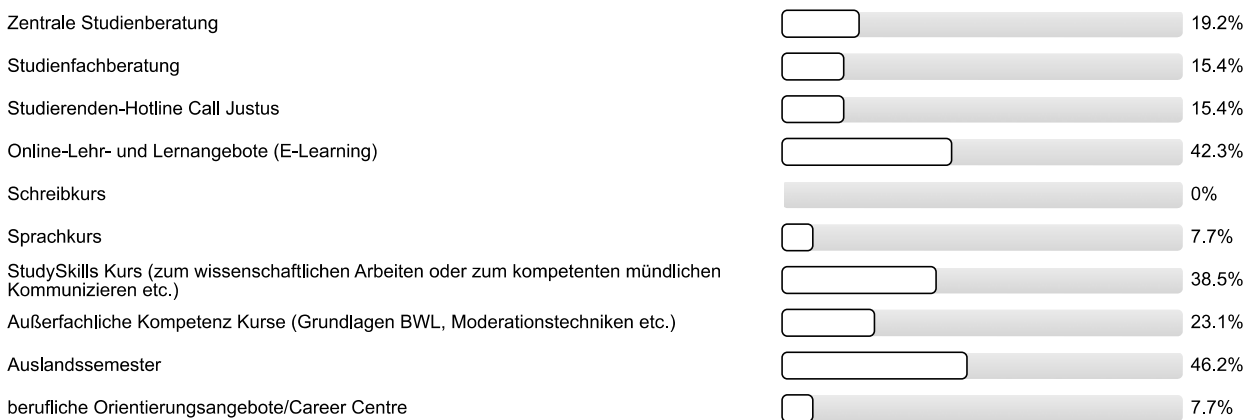 Zentrale Studienberatung 19.2%
Studienfachberatung 15.4%
Studierenden-Hotline Call Justus 15.4%
Online-Lehr- und Lernangebote (E-Learning) 42.3%
Schreibkurs 0%
Sprachkurs 7.7%
StudySkills Kurs (zum wissenschaftlichen Arbeiten oder zum kompetenten mündlichen
Kommunizieren etc.) 38.5%
Außerfachliche Kompetenz Kurse (Grundlagen BWL, Moderationstechniken etc.) 23.1%
Auslandssemester 46.2%
berufliche Orientierungsangebote/Career Centre 7.7%